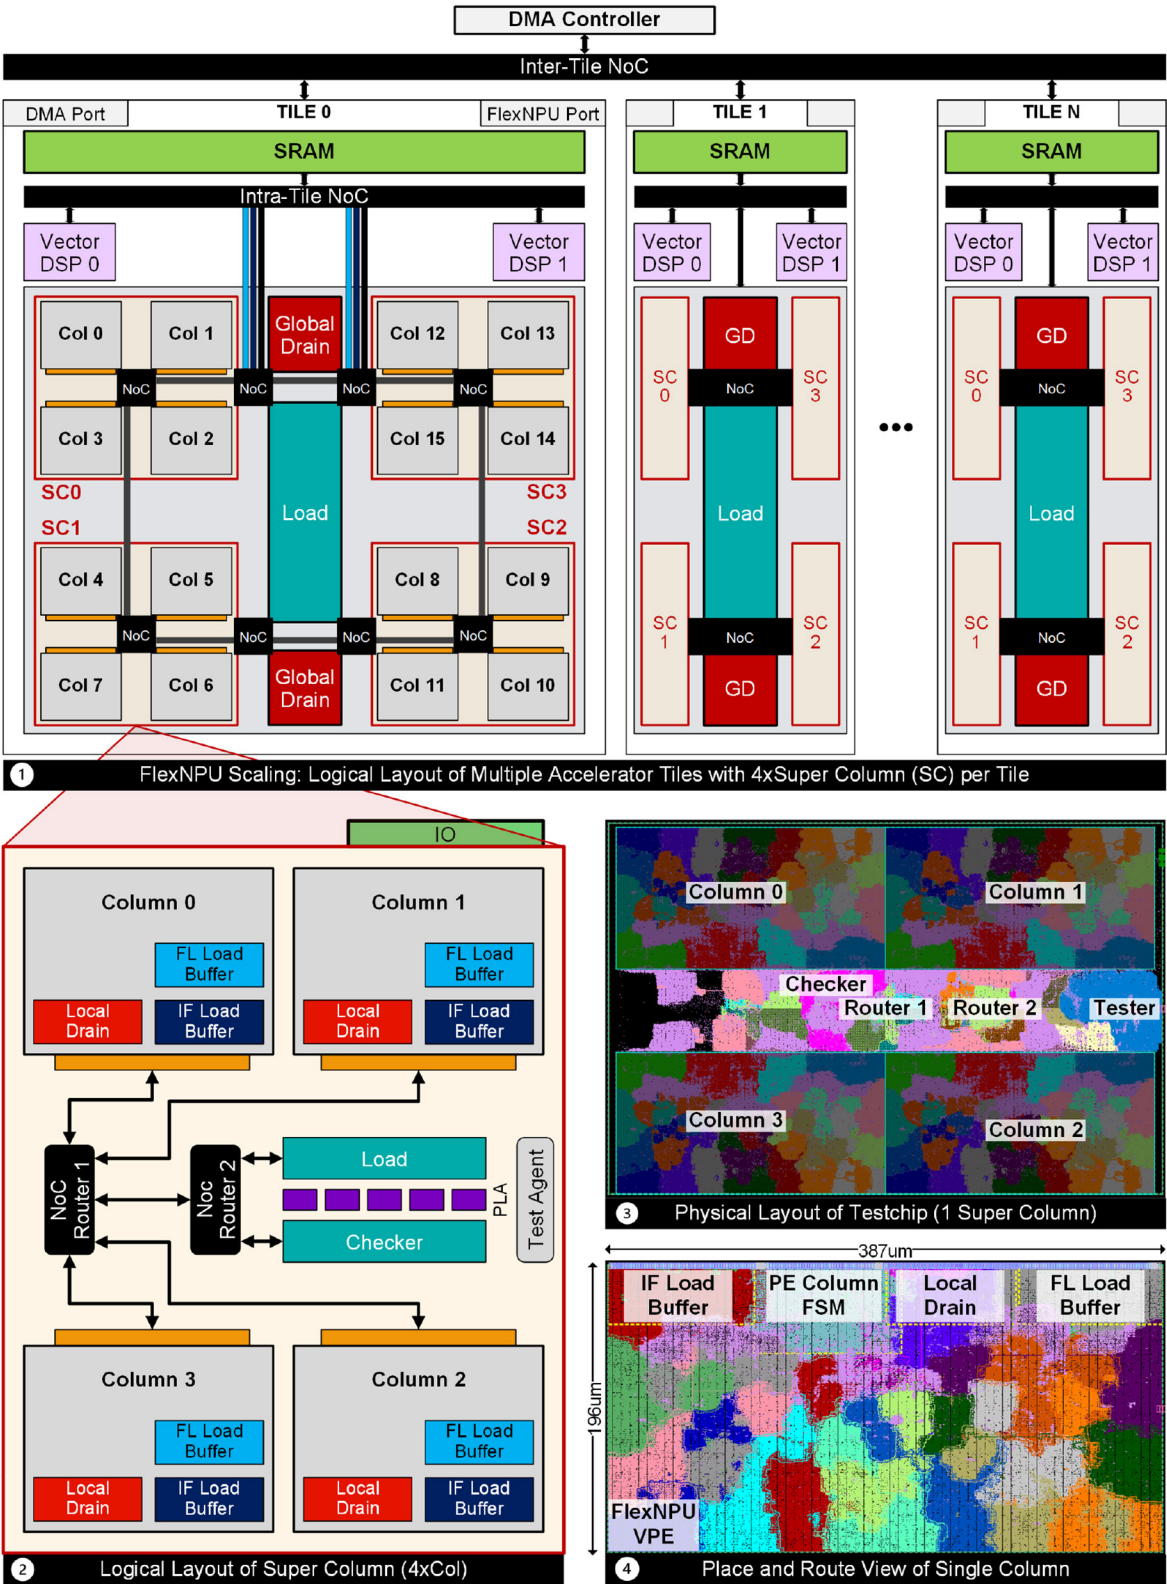 DMA Controller
Inter-Tile NoC
DMA Port
TILE 0
FlexNPU Port
SRAM
Intra-Tile NoC
Vector
DSP 0
Vector
DSP 1
Col 0
Col 1
Global
Drain
Col 12
Col 13
NoC
NoC
NoC
NoC
Col 3
Col 2
Col 15
Col 14
SC0
SC3
Load
SC1
SC2
Col 4
Col 5
Col 8
Col 9
NoC
NoC
NoC
NoC
Col 7
Col 6
Global
Drain
Col 11
Col 10
TILE 1
SRAM
Vector
DSP 0
Vector
DSP 1
GD
SC
0
NoC
SC
3
Load
SC
1
NoC
SC
2
GD
•••
TILE N
SRAM
Vector
DSP 0
Vector
DSP 1
GD
SC
0
NoC
SC
3
Load
SC
1
NoC
SC
2
GD
1 FlexNPU Scaling: Logical Layout of Multiple Accelerator Tiles with 4xSuper Column (SC) per Tile
IO
Column 0
FL Load
Buffer
Local
Drain
IF Load
Buffer
Column 1
FL Load
Buffer
Local
Drain
IF Load
Buffer
NoC
Router 1
Noc
Router 2
Load
PLA
Checker
Test Agent
Column 3
FL Load
Buffer
Local
Drain
IF Load
Buffer
Column 2
FL Load
Buffer
Local
Drain
IF Load
Buffer
2 Logical Layout of Super Column (4xCol)
Column 0
Column 1
Checker
Router 1
Router 2
Tester
Column 3
Column 2
3 Physical Layout of Testchip (1 Super Column)
387um
196um
IF Load
Buffer
PE Column
FSM
Local
Drain
FL Load
Buffer
FlexNPU
VPE
4 Place and Route View of Single Column